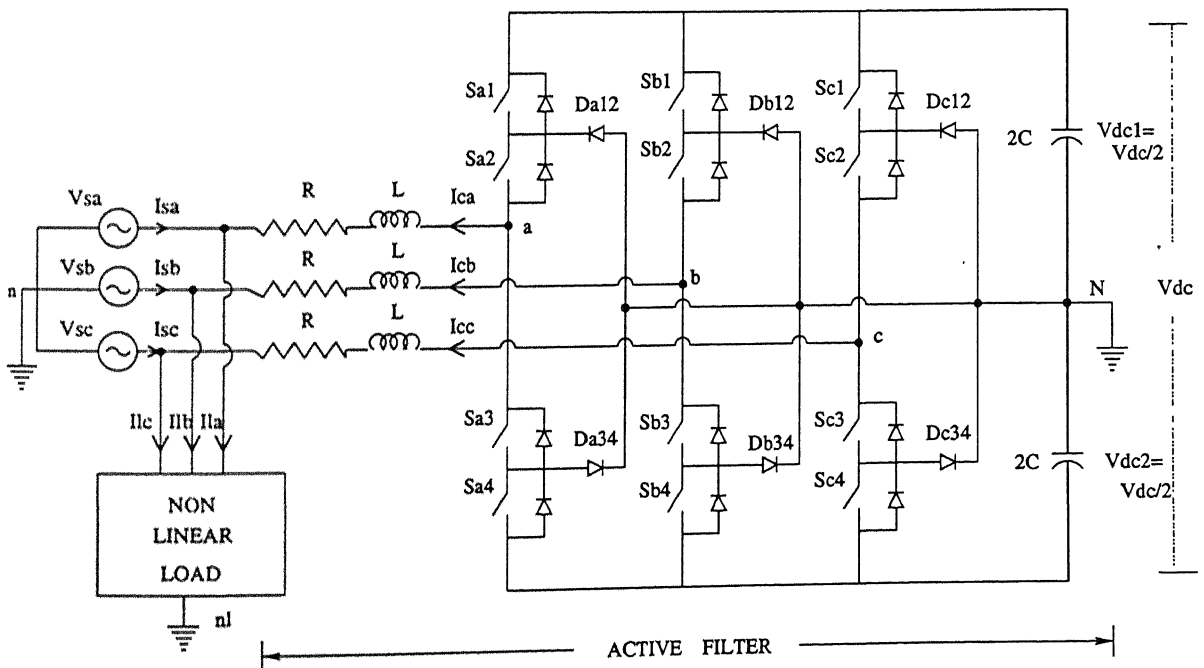 Sa1
Sb1
Sc1
Da12
Db12
Dc12
Sa2
Sb2
Sc2
2C
Vdc1=
Vdc/2
Vsa
Isa
R
L
Ica
a
Vsb
Isb
R
L
Icb
b
n
Vsc
Isc
R
L
Icc
c
N
Vdc
Ilc
Ilb
Ila
Sa3
Sb3
Sc3
Da34
Db34
Dc34
Sa4
Sb4
Sc4
2C
Vdc2=
Vdc/2
NON
LINEAR
LOAD
nl
ACTIVE FILTER